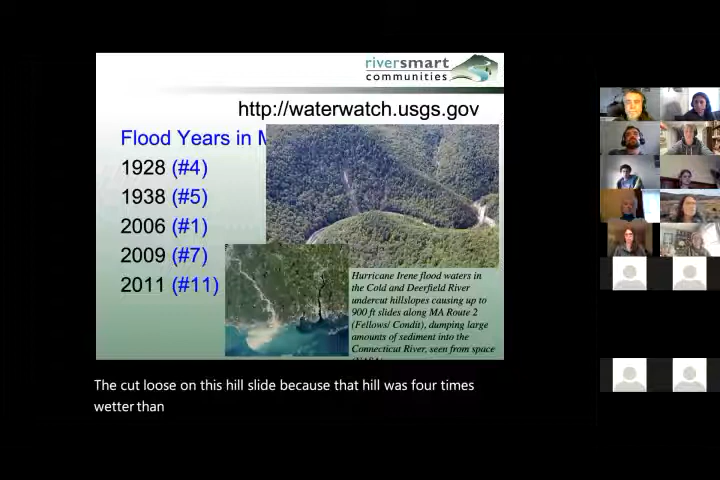 riversmart
communities
http://waterwatch.usgs.gov
Flood Years in M
1928 (#4)
1938 (#5)
2006 (#1)
2009 (#7)
2011 (#11)
Hurricane Irene flood waters in
the Cold and Deerfield River
undercut hillslopes causing up to
900 ft slides along MA Route 2
(Fellows/ Condit), dumping large
amounts of sediment into the
Connecticut River, seen from space
The cut loose on this hill slide because that hill was four times
wetter than